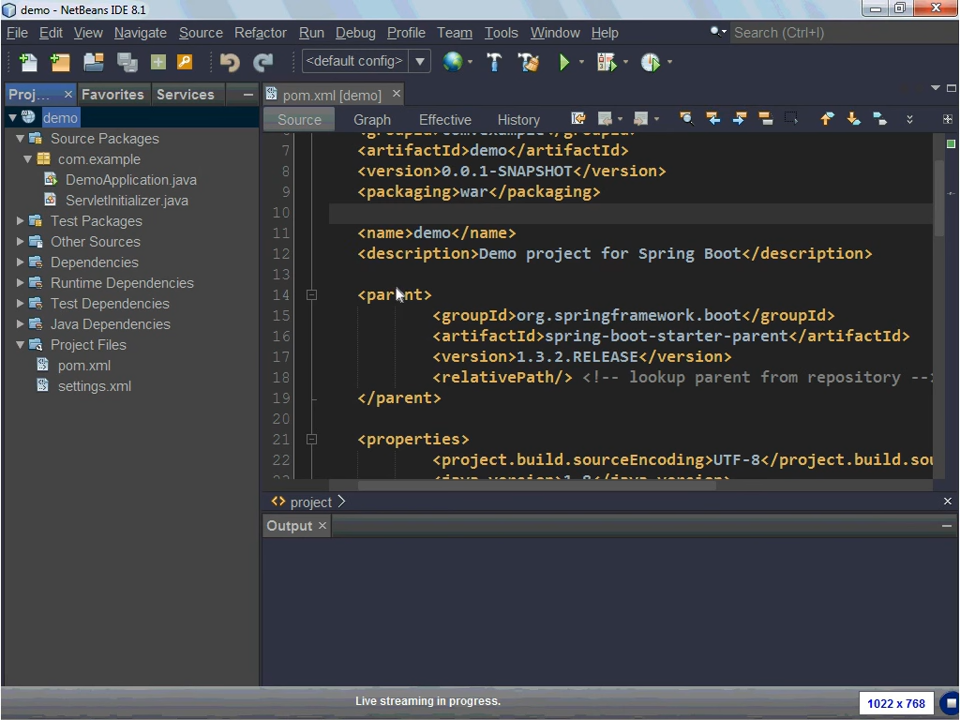 demo - NetBeans IDE 8.1
File Edit View Navigate Source Refactor Run Debug Profile Team Tools Window Help
Search (Ctrl+I)
<default config>
Proj... × Favorites Services
pom.xml [demo] ×
Source Graph Effective History
demo
Source Packages
com.example
DemoApplication.java
ServletInitializer.java
Test Packages
Other Sources
Dependencies
Runtime Dependencies
Test Dependencies
Java Dependencies
Project Files
pom.xml
settings.xml
7 <artifactId>demo</artifactId>
8 <version>0.0.1-SNAPSHOT</version>
9 <packaging>war</packaging>
10
11 <name>demo</name>
12 <description>Demo project for Spring Boot</description>
13
14 <parent>
15 <groupId>org.springframework.boot</groupId>
16 <artifactId>spring-boot-starter-parent</artifactId>
17 <version>1.3.2.RELEASE</version>
18 <relativePath/> <!-- lookup parent from repository --
19 </parent>
20
21 <properties>
22 <project.build.sourceEncoding>UTF-8</project.build.sou
project
Output ×
Live streaming in progress.
1022 x 768